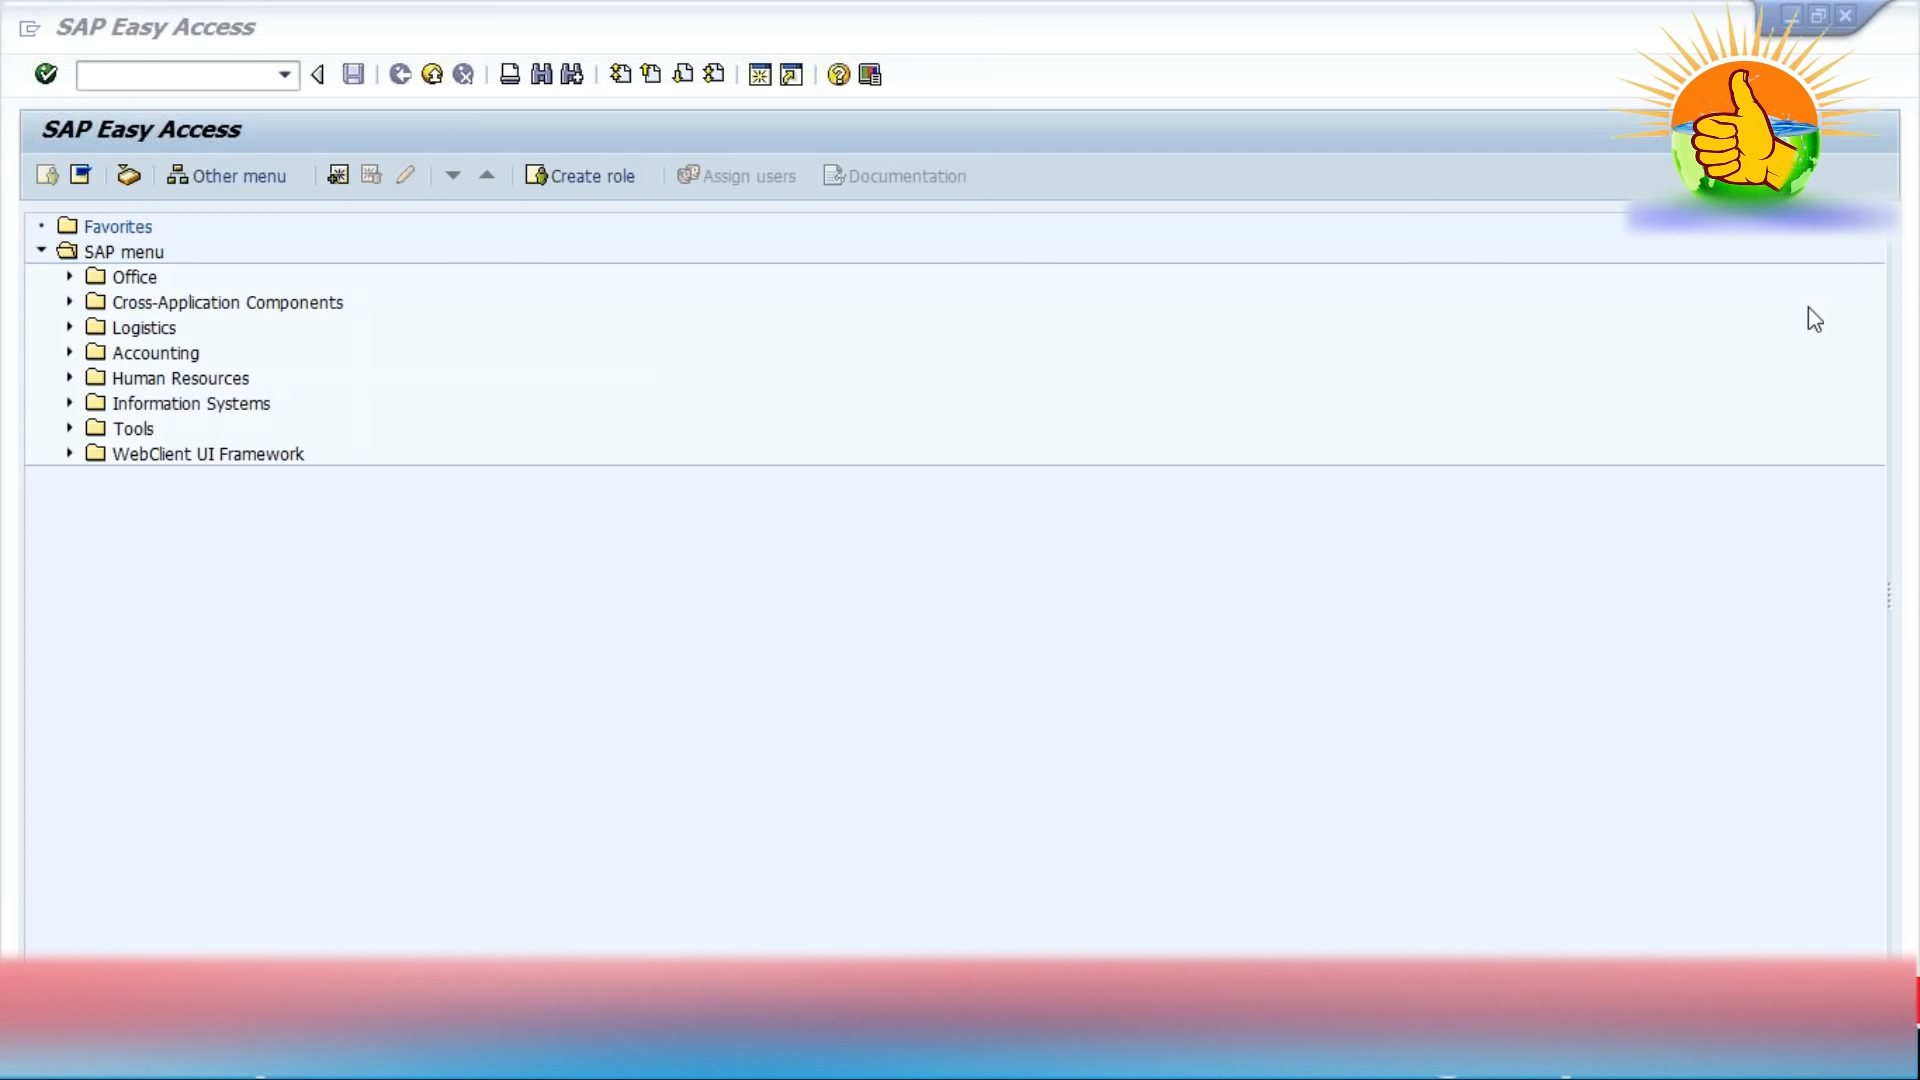 SAP Easy Access
SAP Easy Access
Other menu
Create role
Assign users
Documentation
Favorites
SAP menu
Office
Cross-Application Components
Logistics
Accounting
Human Resources
Information Systems
Tools
WebClient UI Framework